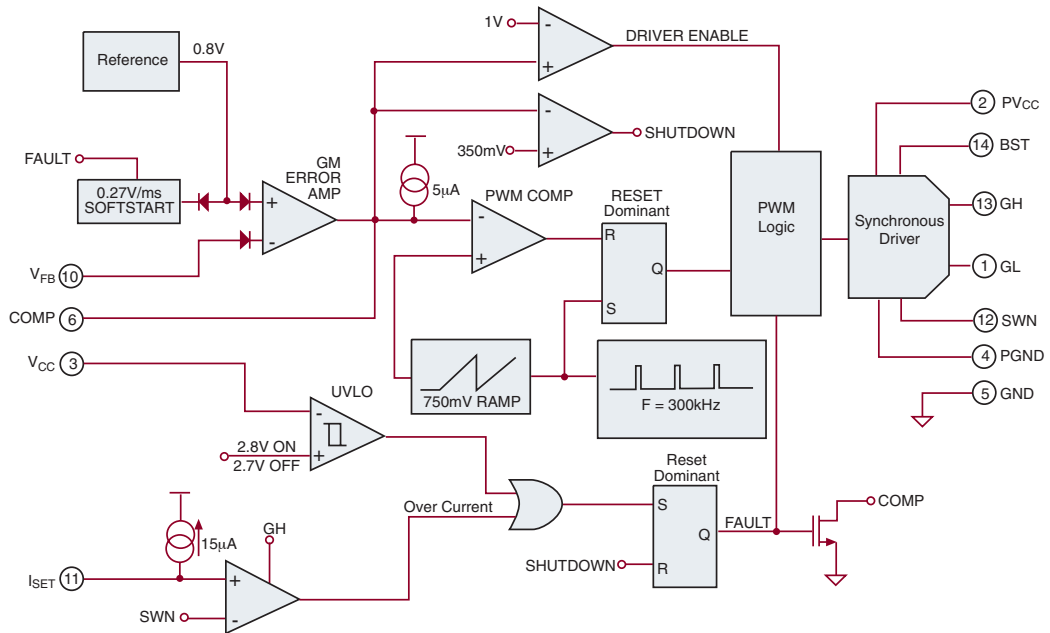 1V
-
+
DRIVER ENABLE
Reference
0.8V
-
+
SHUTDOWN
350mV
FAULT
0.27V/ms
SOFTSTART
GM
ERROR
AMP
+
-
5µA
PWM COMP
-
+
RESET
Dominant
R
Q
S
PWM
Logic
Synchronous
Driver
2 PVCC
14 BST
13 GH
1 GL
12 SWN
4 PGND
5 GND
VFB 10
COMP 6
VCC 3
750mV RAMP
F = 300kHz
UVLO
-
+
2.8V ON
2.7V OFF
Over Current
Reset
Dominant
S
Q
R
FAULT
COMP
SHUTDOWN
15µA
GH
ISET 11
+
-
SWN